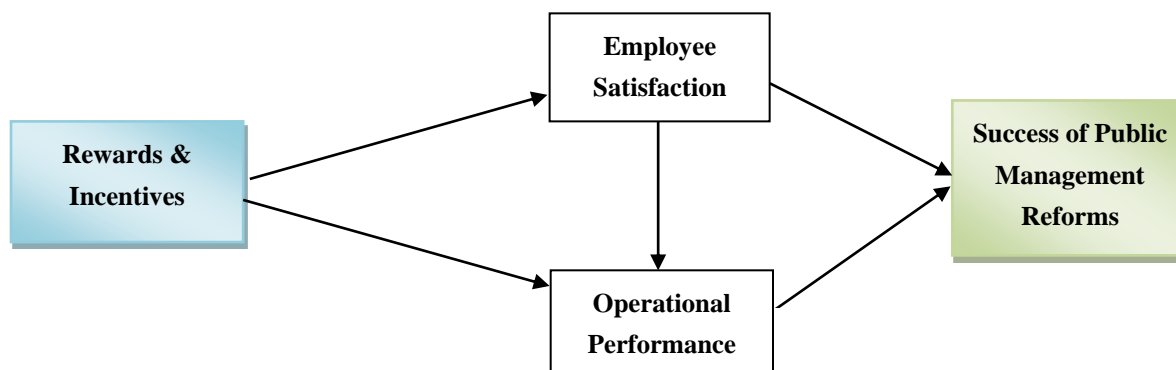 Employee
Satisfaction
Rewards &
Incentives
Success of Public
Management
Reforms
Operational
Performance